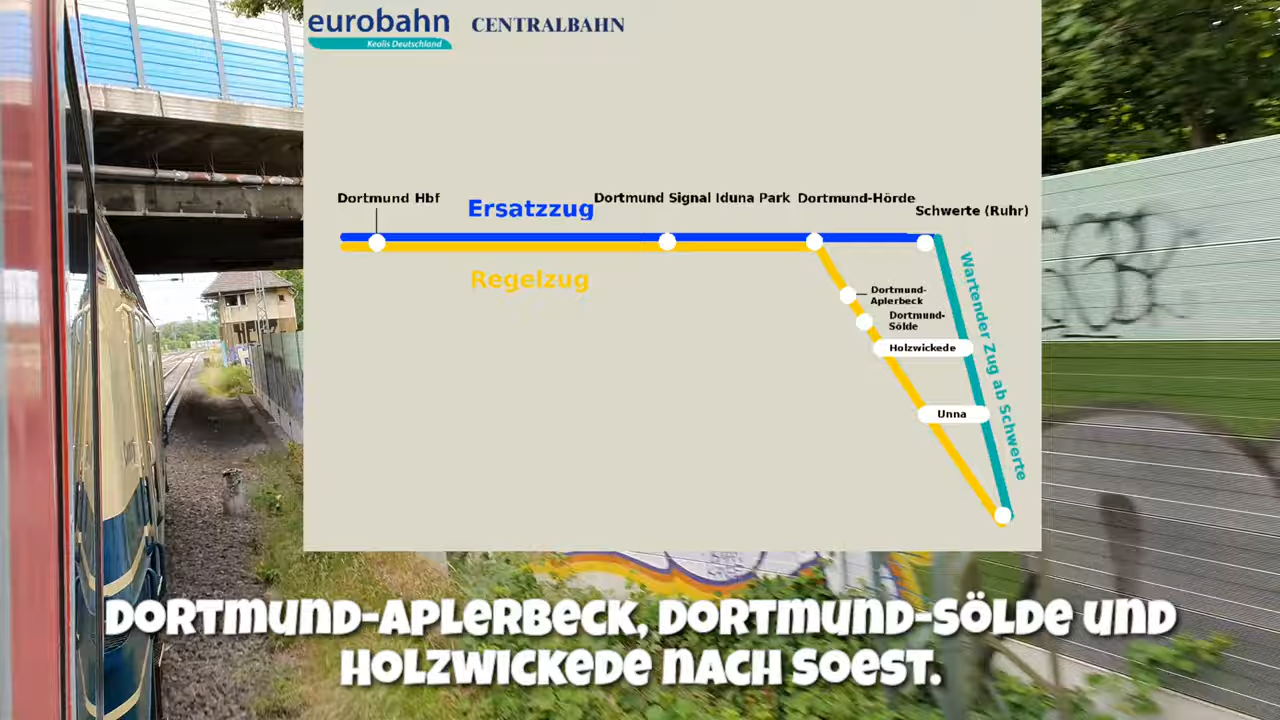 eurobahn
Keolis Deutschland
CENTRALBAHN
Dortmund Hbf
Ersatzzug
Dortmund Signal Iduna Park
Dortmund-Hörde
Schwerte (Ruhr)
Regelzug
Wartender Zug ab Schwerte
Dortmund-
Aplerbeck
Dortmund-
Sölde
Holzwickede
Unna
DORTMUND-APLERBECK, DORTMUND-SÖLDE UND
HOLZWICKEDE NACH SOEST.